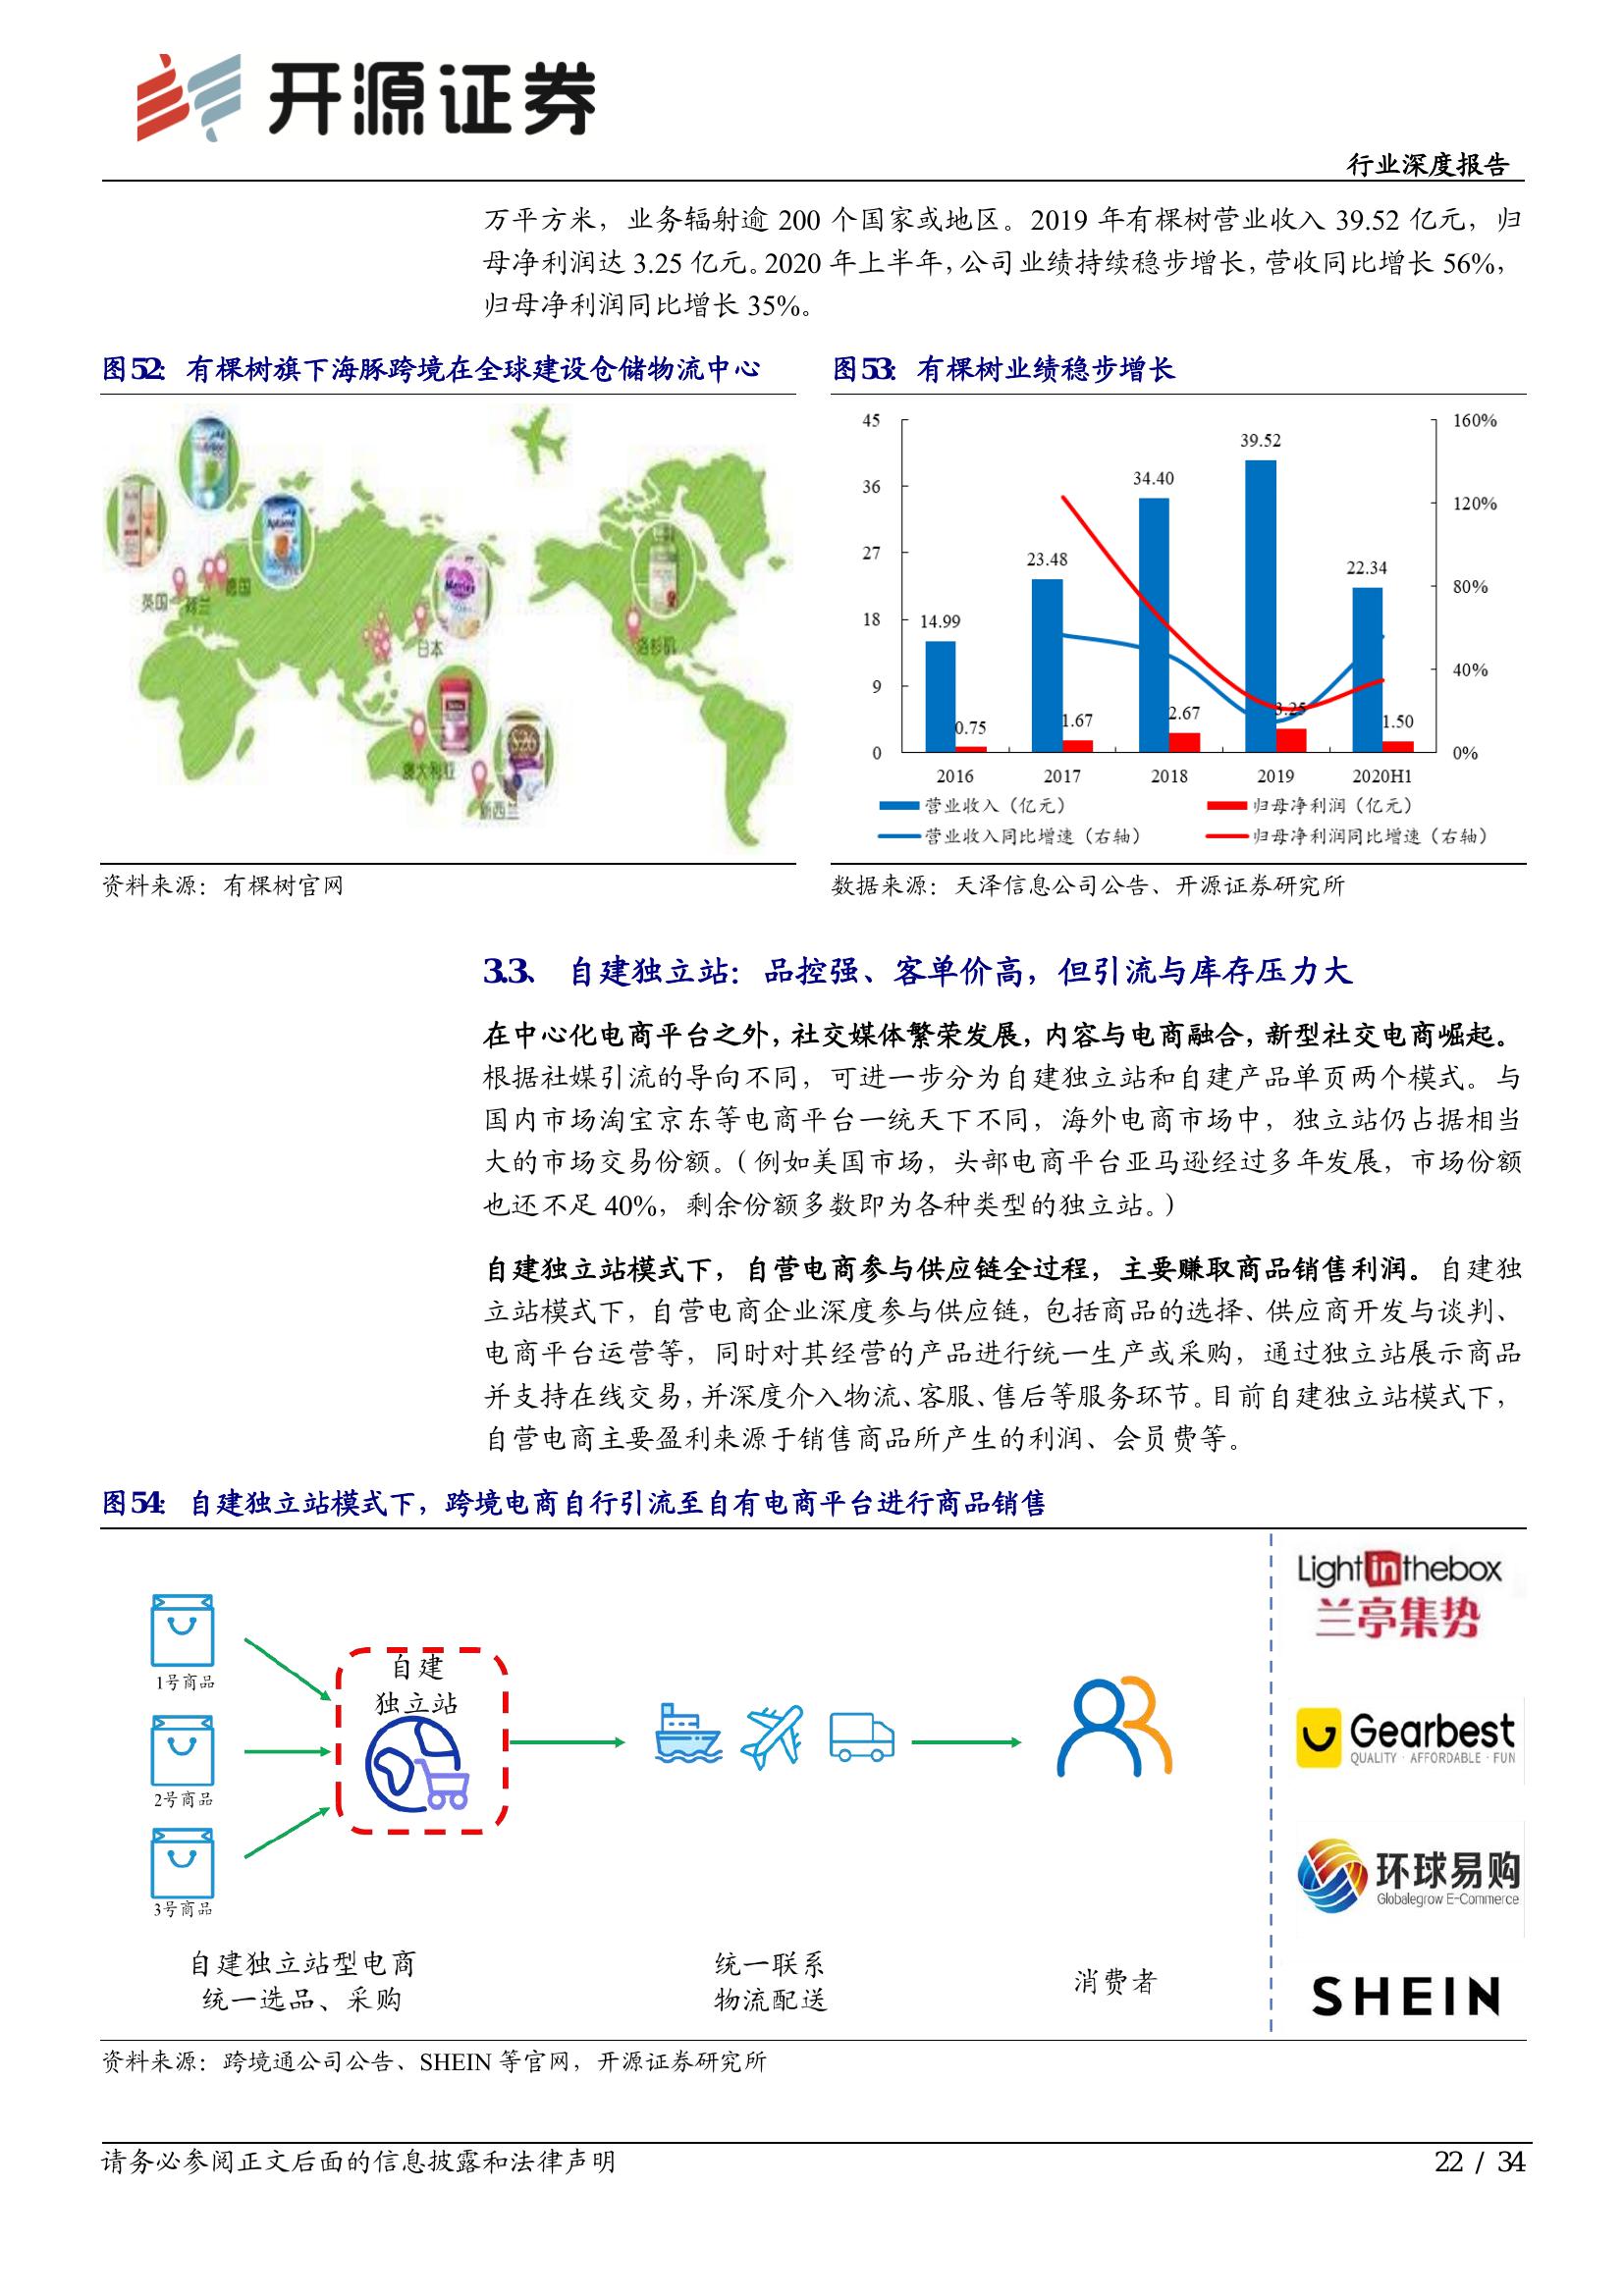 开源证券
行业深度报告
万平方米，业务辐射逾 200 个国家或地区。2019 年有棵树营业收入 39.52 亿元，归
母净利润达 3.25 亿元。2020 年上半年，公司业绩持续稳步增长，营收同比增长 56%，
归母净利润同比增长 35%。
图52： 有棵树旗下海豚跨境在全球建设仓储物流中心
英国 荷兰 德国
日本
洛杉矶
澳大利亚
新西兰
资料来源：有棵树官网
图53： 有棵树业绩稳步增长
45 160%
39.52
36 34.40
120%
27
23.48 22.34
80%
18 14.99
40%
9
0.75 1.67 2.67 3.25 1.50
0 0%
2016 2017 2018 2019 2020H1
营业收入（亿元） 归母净利润（亿元）
营业收入同比增速（右轴） 归母净利润同比增速（右轴）
数据来源：天泽信息公司公告、开源证券研究所
3.3、 自建独立站：品控强、客单价高，但引流与库存压力大
在中心化电商平台之外，社交媒体繁荣发展，内容与电商融合，新型社交电商崛起。
根据社媒引流的导向不同，可进一步分为自建独立站和自建产品单页两个模式。与
国内市场淘宝京东等电商平台一统天下不同，海外电商市场中，独立站仍占据相当
大的市场交易份额。（例如美国市场，头部电商平台亚马逊经过多年发展，市场份额
也还不足 40%，剩余份额多数即为各种类型的独立站。）
自建独立站模式下，自营电商参与供应链全过程，主要赚取商品销售利润。自建独
立站模式下，自营电商企业深度参与供应链，包括商品的选择、供应商开发与谈判、
电商平台运营等，同时对其经营的产品进行统一生产或采购，通过独立站展示商品
并支持在线交易，并深度介入物流、客服、售后等服务环节。目前自建独立站模式下，
自营电商主要盈利来源于销售商品所产生的利润、会员费等。
图54： 自建独立站模式下，跨境电商自行引流至自有电商平台进行商品销售
1号商品
2号商品
3号商品
自建
独立站
自建独立站型电商
统一选品、采购
统一联系
物流配送
消费者
Lightinthebox
兰亭集势
Gearbest
QUALITY · AFFORDABLE · FUN
环球易购
Globalegrow E-Commerce
SHEIN
资料来源：跨境通公司公告、SHEIN 等官网，开源证券研究所
请务必参阅正文后面的信息披露和法律声明
22 / 34